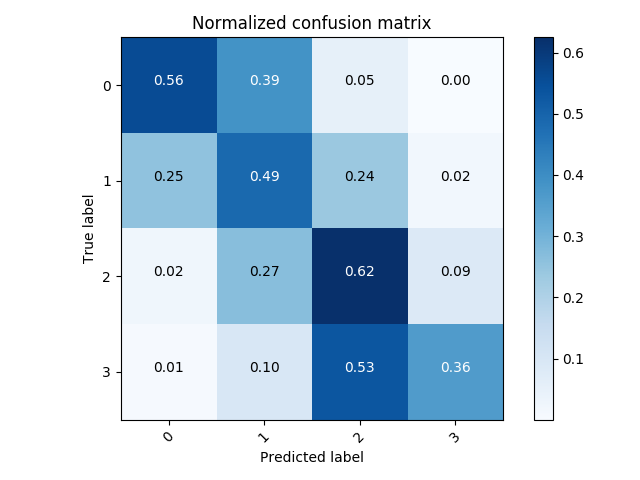 Normalized confusion matrix
True label
0 0.56 0.39 0.05 0.00
1 0.25 0.49 0.24 0.02
2 0.02 0.27 0.62 0.09
3 0.01 0.10 0.53 0.36
0 1 2 3
Predicted label
0.6
0.5
0.4
0.3
0.2
0.1